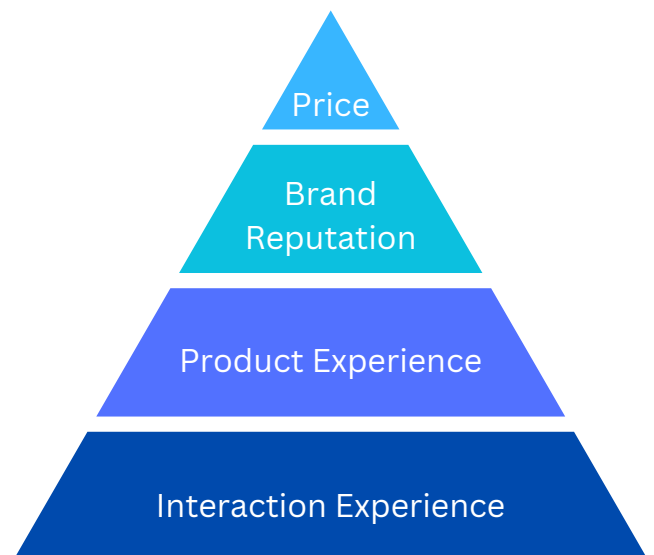 Price
Brand
Reputation
Product Experience
Interaction Experience